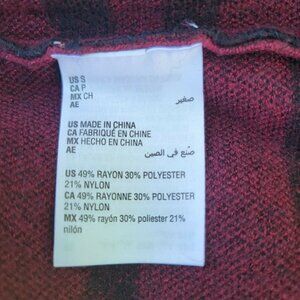 US S
CA P
MX CH
AE صغير
US MADE IN CHINA
CA FABRIQUÉ EN CHINE
MX HECHO EN CHINA
AE صنع في الصين
US 49% RAYON 30% POLYESTER
21% NYLON
CA 49% RAYONNE 30% POLYESTER
21% NYLON
MX 49% rayón 30% poliester 21%
nilón